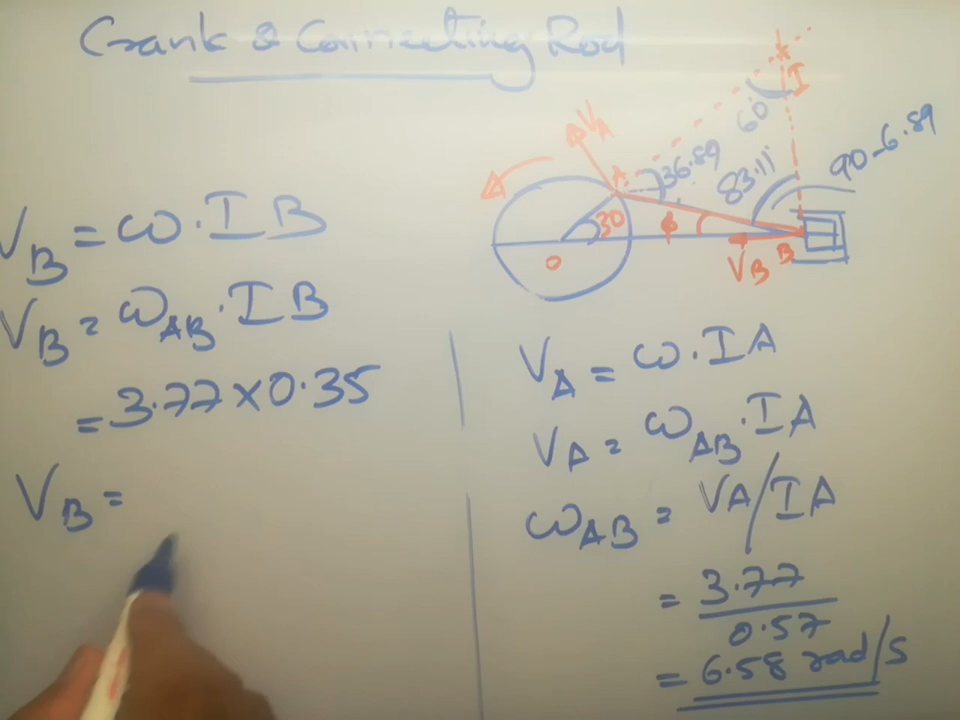 Crank & Connecting Rod
I
60
VA
A
36.89
83.11
90-6.89
30
φ
O
VB
B
VB = ω.IB
VB = ωAB.IB
= 3.77×0.35
VB =
VA = ω.IA
VA = ωAB.IA
ωAB = VA/IA
= 3.77
0.57
= 6.58 rad/s